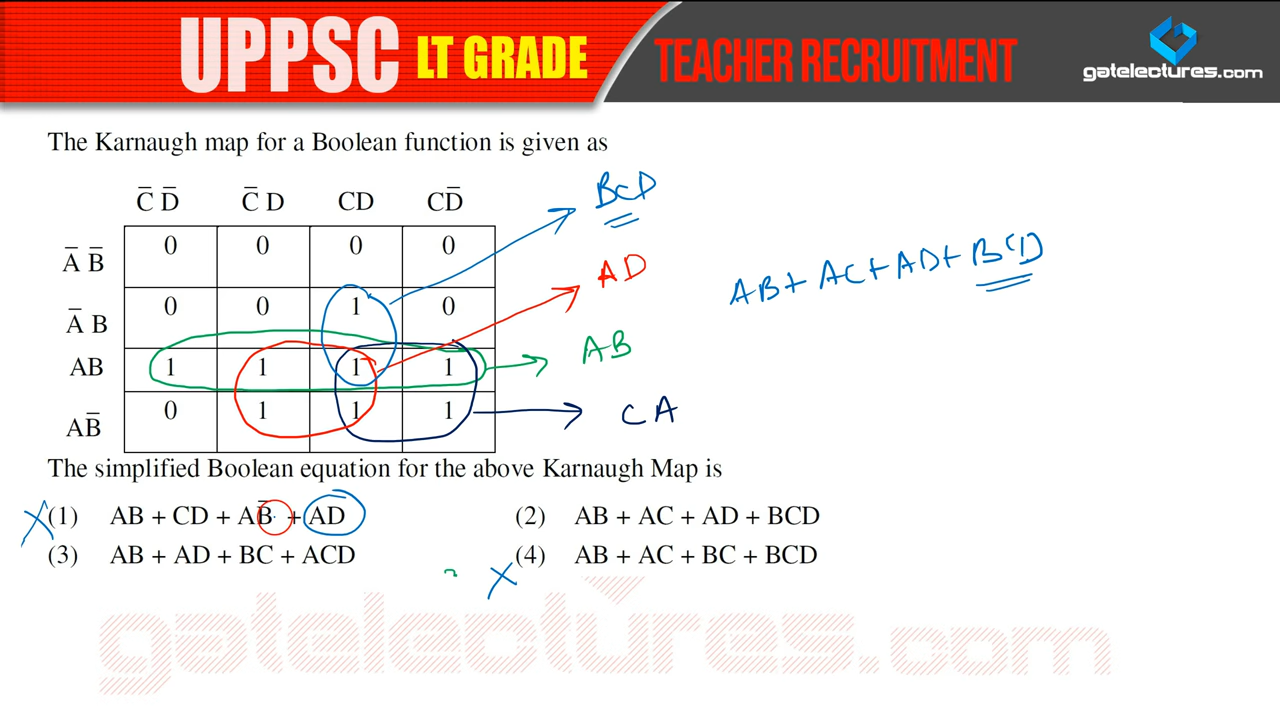 UPPSC LT GRADE TEACHER RECRUITMENT
gatelectures.com
The Karnaugh map for a Boolean function is given as
C̅ D̅ C̅ D CD CD̅
A̅ B̅ 0 0 0 0
A̅ B 0 0 1 0
AB 1 1 1 1
AB̅ 0 1 1 1
BCD
AD
AB
CA
AB + AC + AD + BCD
The simplified Boolean equation for the above Karnaugh Map is
(1) AB + CD + AB̅ + AD (2) AB + AC + AD + BCD
(3) AB + AD + BC + ACD (4) AB + AC + BC + BCD
gatelectures.com